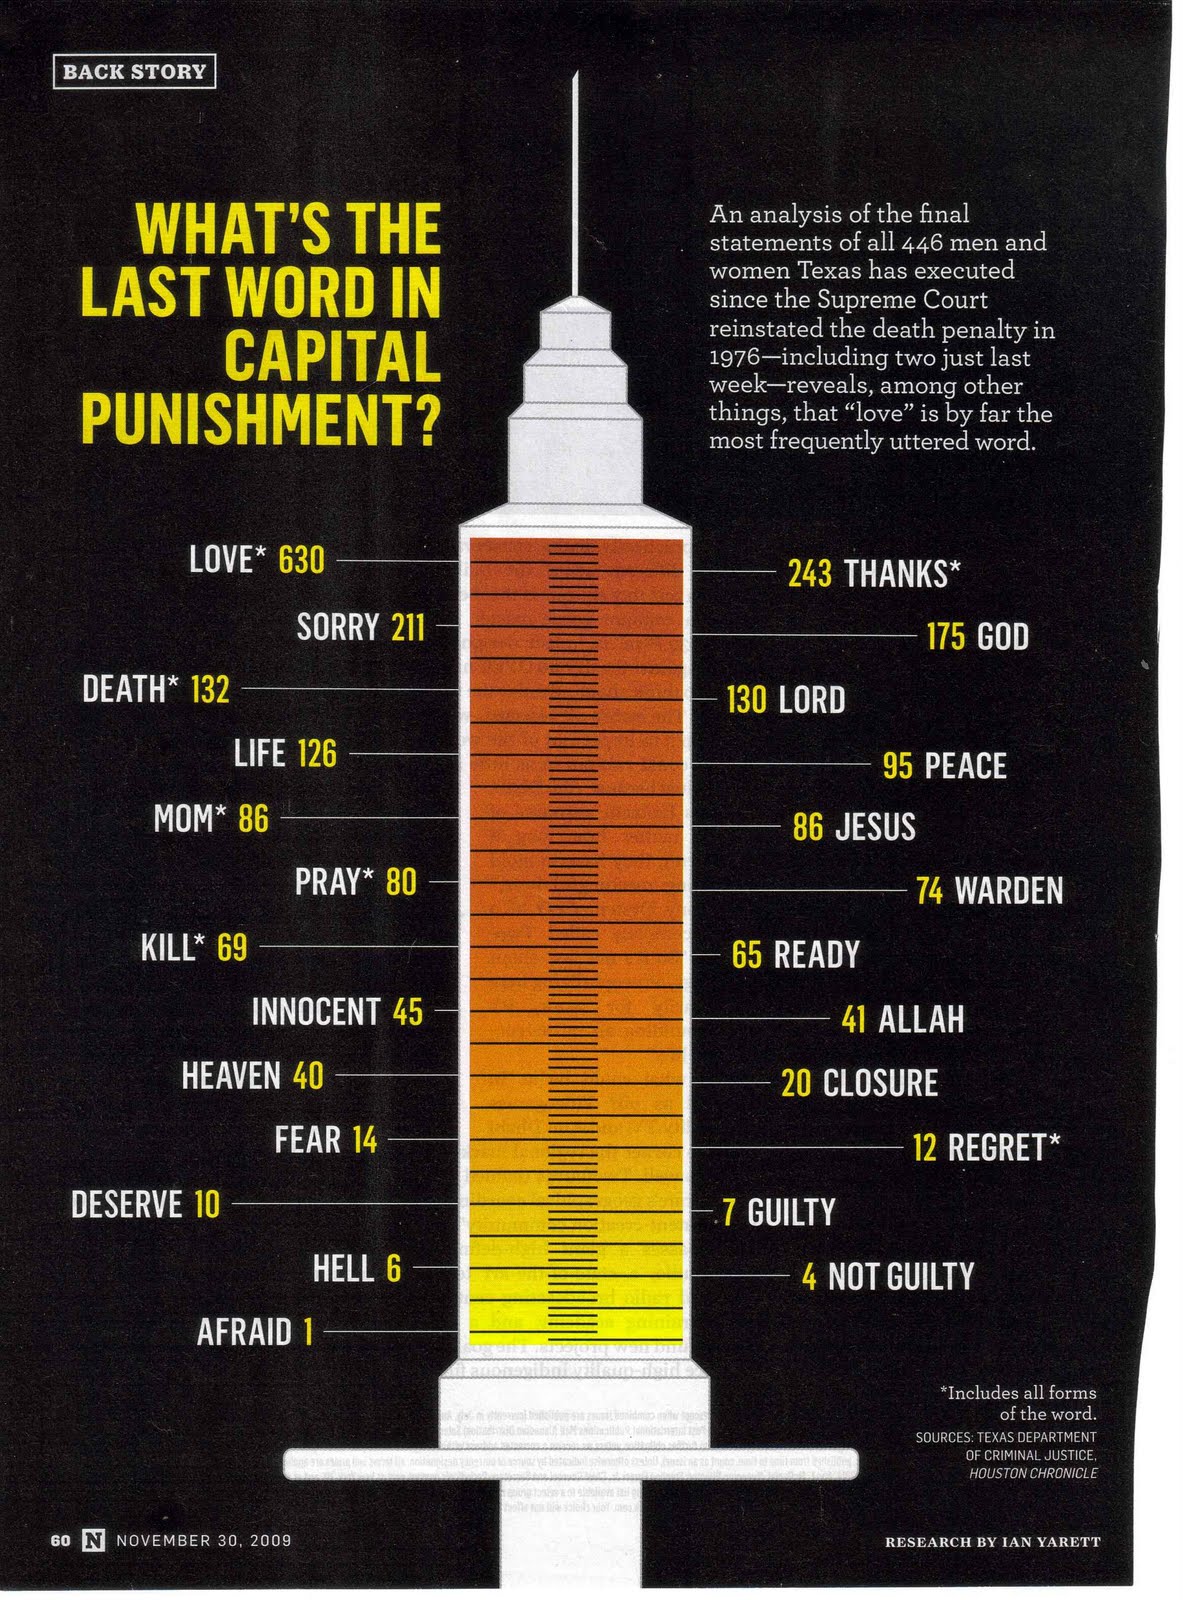 BACK STORY
WHAT'S THE
LAST WORD IN
CAPITAL
PUNISHMENT?
An analysis of the final
statements of all 446 men and
women Texas has executed
since the Supreme Court
reinstated the death penalty in
1976—including two just last
week—reveals, among other
things, that “love” is by far the
most frequently uttered word.
LOVE* 630
243 THANKS*
SORRY 211
175 GOD
DEATH* 132
130 LORD
LIFE 126
95 PEACE
MOM* 86
86 JESUS
PRAY* 80
74 WARDEN
KILL* 69
65 READY
INNOCENT 45
41 ALLAH
HEAVEN 40
20 CLOSURE
FEAR 14
12 REGRET*
DESERVE 10
7 GUILTY
HELL 6
4 NOT GUILTY
AFRAID 1
*Includes all forms
of the word.
SOURCES: TEXAS DEPARTMENT
OF CRIMINAL JUSTICE,
HOUSTON CHRONICLE
60 N NOVEMBER 30, 2009
RESEARCH BY IAN YARETT